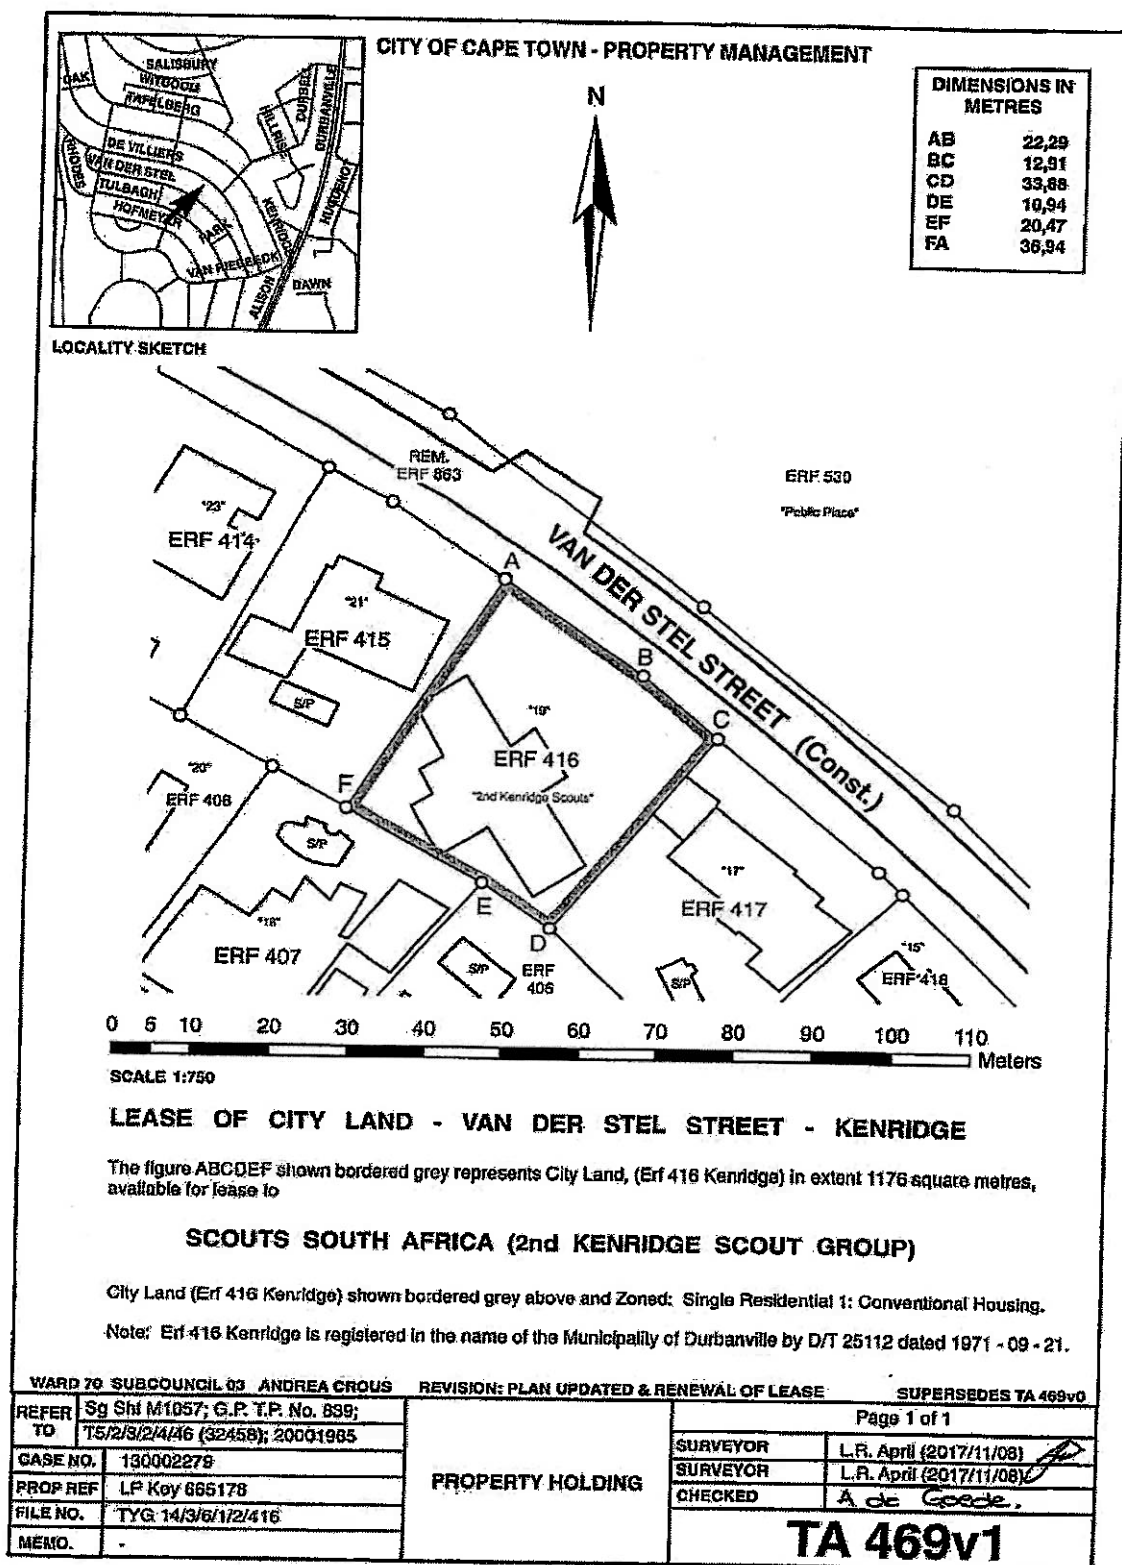 CITY OF CAPE TOWN - PROPERTY MANAGEMENT
SALISBURY
OAK
WITBOOM
TAFELBERG
DURBELL
DURBANVILLE
HILLRISE
DE VILLIERS
RHODES
VAN DER STEL
TULBAGH
HOFMEYER
PARK
KENRIDGE
HUGUENO
VAN RIEBEECK
ALISON
DAWN
LOCALITY SKETCH
N
DIMENSIONS IN
METRES
AB 22,29
BC 12,91
CD 33,88
DE 10,94
EF 20,47
FA 36,94
REM.
ERF 863
ERF 530
"Public Place"
"23"
ERF 414
VAN DER STEL STREET (Const.)
A
"21"
ERF 415
B
S/P
"19"
C
ERF 416
"2nd Kenridge Scouts"
"20"
ERF 408
F
S/P
"17"
ERF 417
E
"18"
ERF 407
D
S/P
ERF
406
S/P
"15"
ERF 418
0 5 10 20 30 40 50 60 70 80 90 100 110
Meters
SCALE 1:750
LEASE OF CITY LAND - VAN DER STEL STREET - KENRIDGE
The figure ABCDEF shown bordered grey represents City Land, (Erf 416 Kenridge) in extent 1176 square metres,
available for lease to
SCOUTS SOUTH AFRICA (2nd KENRIDGE SCOUT GROUP)
City Land (Erf 416 Kenridge) shown bordered grey above and Zoned: Single Residential 1: Conventional Housing.
Note: Erf 416 Kenridge is registered in the name of the Municipality of Durbanville by D/T 25112 dated 1971 - 09 - 21.
WARD 70 SUBCOUNCIL 03 ANDREA CROUS REVISION: PLAN UPDATED & RENEWAL OF LEASE SUPERSEDES TA 469v0
REFER TO
Sg Sht M1057; G.P. T.P. No. 839;
T5/2/3/2/4/46 (32458); 20001985
CASE NO. 130002279
PROP REF LP Key 665178
FILE NO. TYG 14/3/6/1/2/416
MEMO. -
PROPERTY HOLDING
Page 1 of 1
SURVEYOR L.R. April (2017/11/08)
SURVEYOR L.R. April (2017/11/08)
CHECKED A de Goede.
TA 469v1